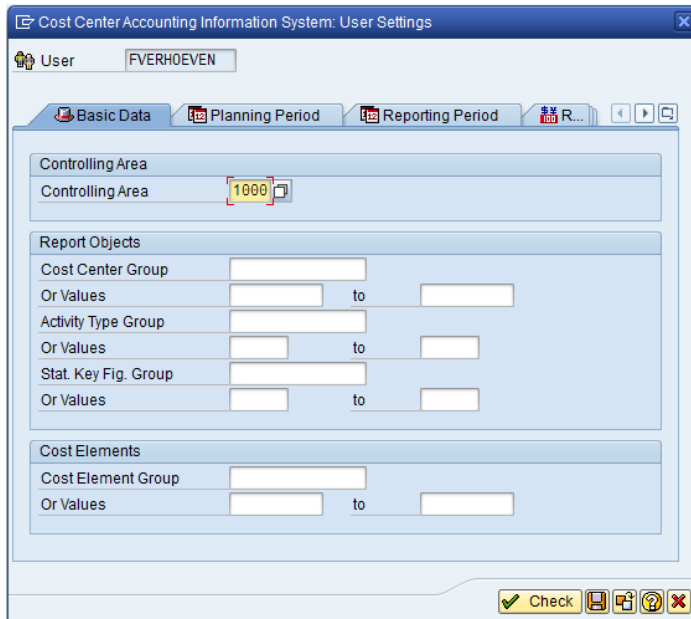 Cost Center Accounting Information System: User Settings
User FVERHOEVEN
Basic Data Planning Period Reporting Period R...
Controlling Area
Controlling Area 1000
Report Objects
Cost Center Group
Or Values to
Activity Type Group
Or Values to
Stat. Key Fig. Group
Or Values to
Cost Elements
Cost Element Group
Or Values to
Check